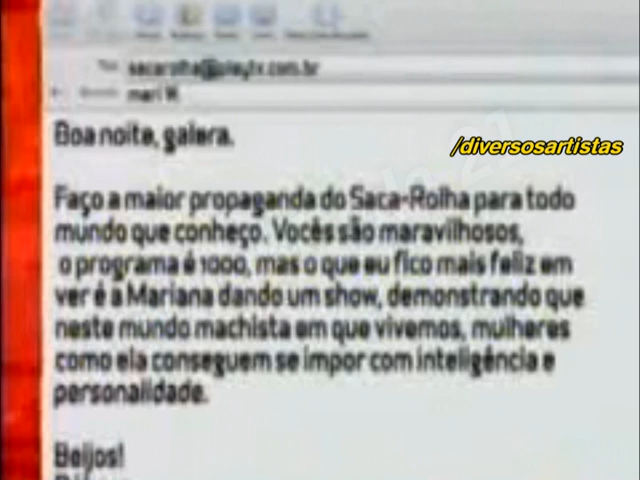 sacarolha@playtv.com.br
mari W
Boa noite, galera.
/diversosartistas
Faço a maior propaganda do Saca-Rolha para todo
mundo que conheço. Vocês são maravilhosos,
o programa é 1000, mas o que eu fico mais feliz em
ver é a Mariana dando um show, demonstrando que
neste mundo machista em que vivemos, mulheres
como ela conseguem se impor com inteligência e
personalidade.
Beijos!